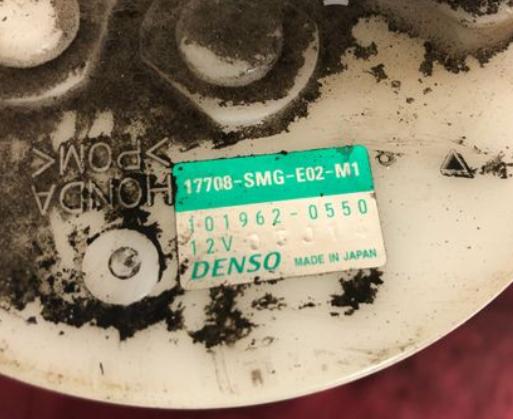 HONDA
>POM<
17708-SMG-E02-M1
101962-0550
12V
DENSO MADE IN JAPAN